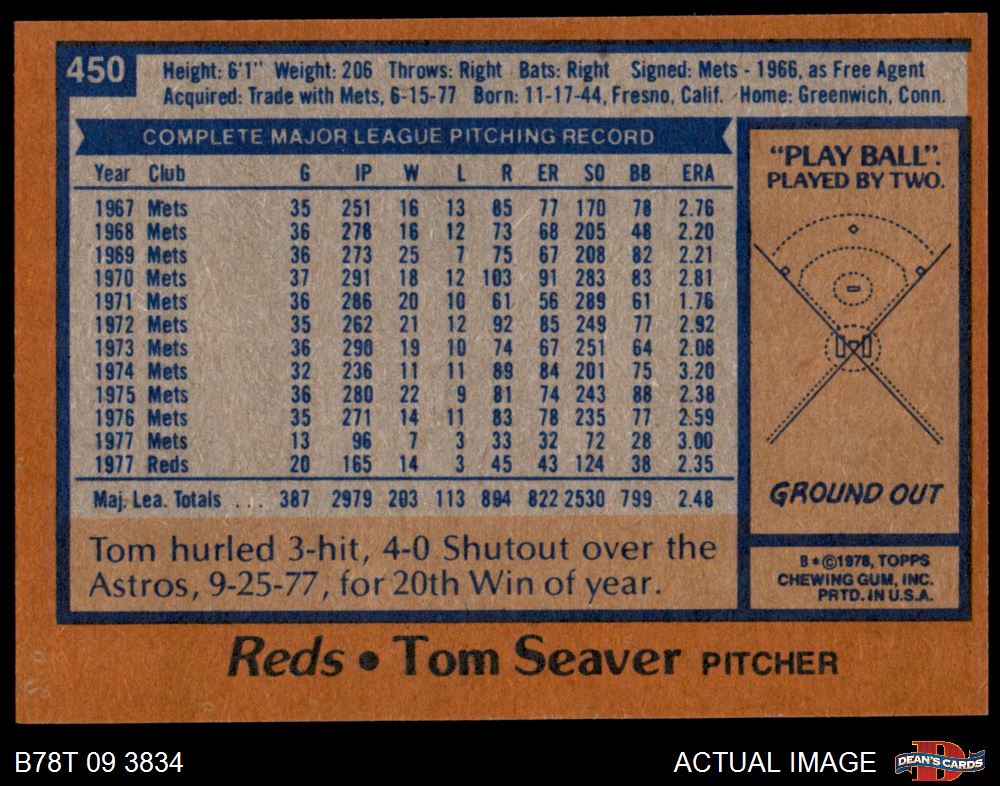 450
Height: 6'1" Weight: 206 Throws: Right Bats: Right Signed: Mets - 1966, as Free Agent
Acquired: Trade with Mets, 6-15-77 Born: 11-17-44, Fresno, Calif. Home: Greenwich, Conn.
COMPLETE MAJOR LEAGUE PITCHING RECORD
Year Club G IP W L R ER SO BB ERA
1967 Mets 35 251 16 13 85 77 170 78 2.76
1968 Mets 36 278 16 12 73 68 205 48 2.20
1969 Mets 36 273 25 7 75 67 208 82 2.21
1970 Mets 37 291 18 12 103 91 283 83 2.81
1971 Mets 36 286 20 10 61 56 289 61 1.76
1972 Mets 35 262 21 12 92 85 249 77 2.92
1973 Mets 36 290 19 10 74 67 251 64 2.08
1974 Mets 32 236 11 11 89 84 201 75 3.20
1975 Mets 36 280 22 9 81 74 243 88 2.38
1976 Mets 35 271 14 11 83 78 235 77 2.59
1977 Mets 13 96 7 3 33 32 72 28 3.00
1977 Reds 20 165 14 3 45 43 124 38 2.35
Maj. Lea. Totals . . . 387 2979 203 113 894 822 2530 799 2.48
Tom hurled 3-hit, 4-0 Shutout over the
Astros, 9-25-77, for 20th Win of year.
"PLAY BALL".
PLAYED BY TWO.
GROUND OUT
B*©1978, TOPPS
CHEWING GUM, INC.
PRTD. IN U.S.A.
Reds • Tom Seaver PITCHER
B78T 09 3834
ACTUAL IMAGE
D
DEAN'S CARDS